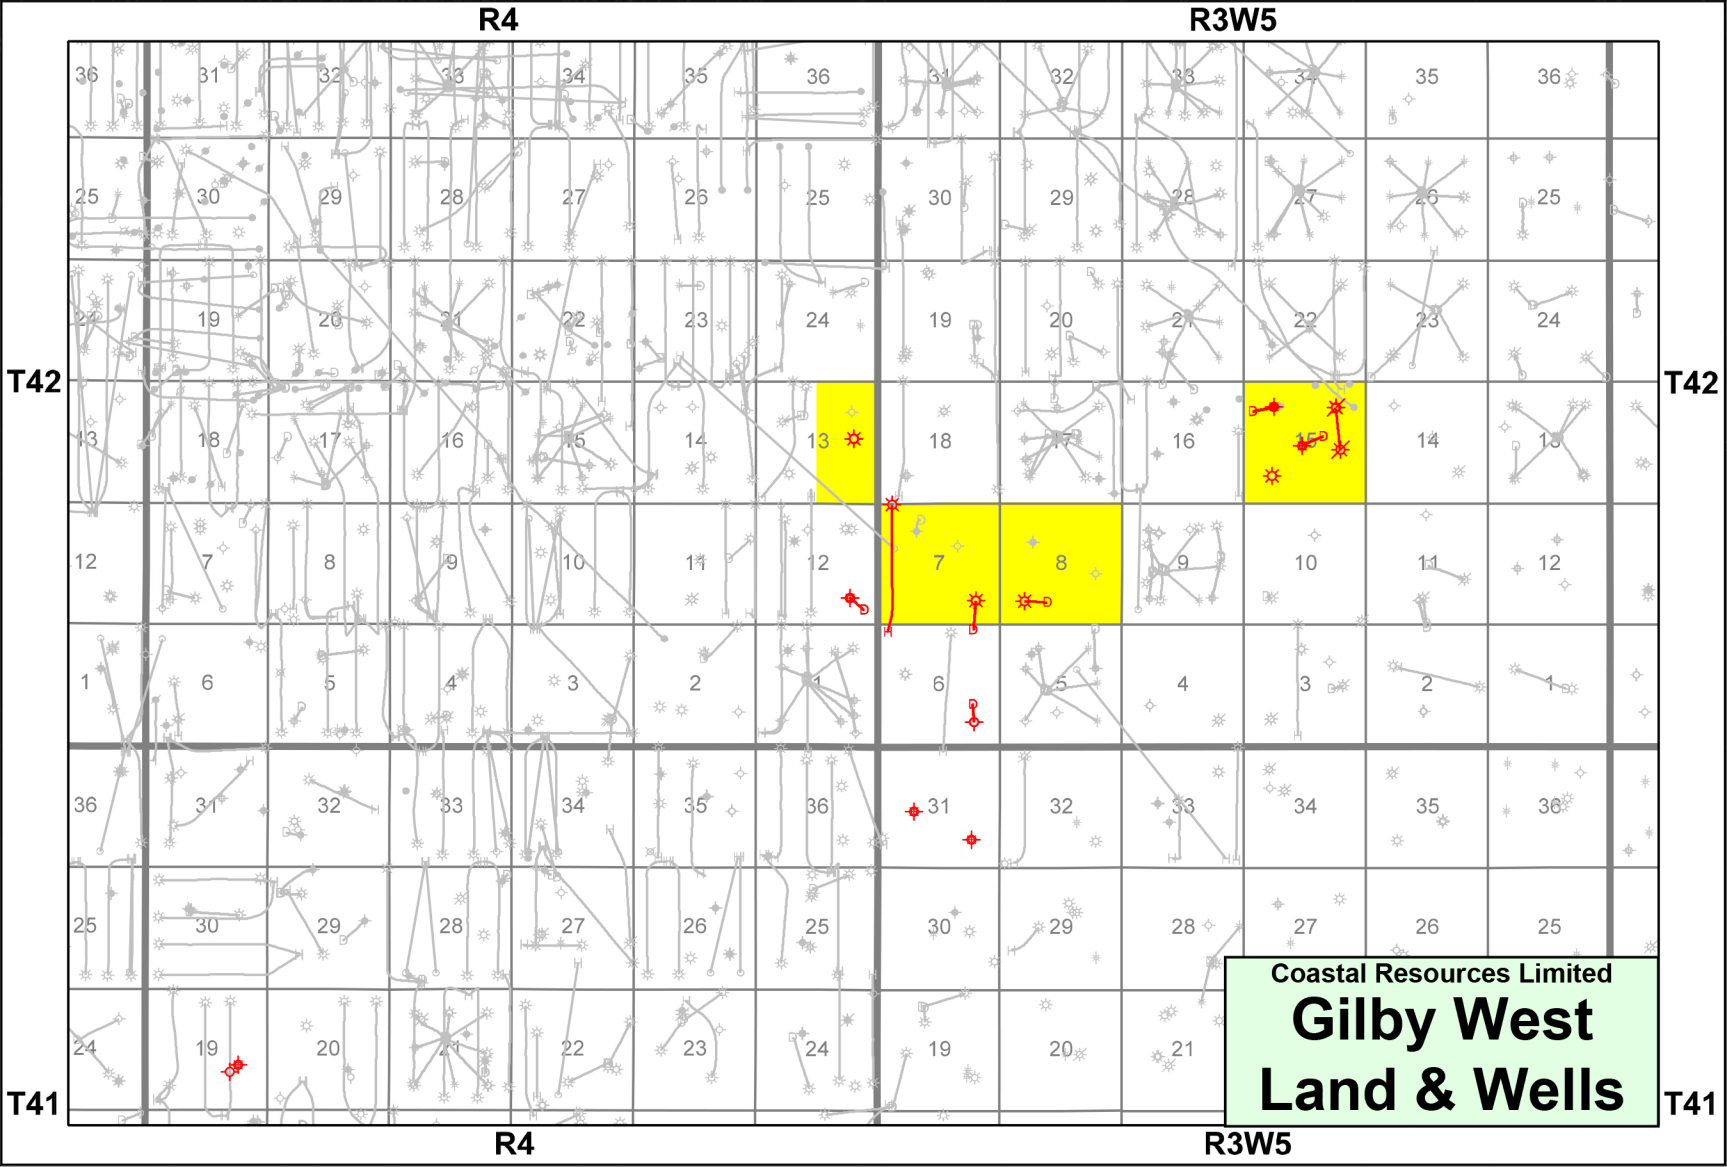 R4 R3W5
36 31 32 33 34 35 36 31 32 33 34 35 36
25 30 29 28 27 26 25 30 29 28 27 26 25
24 19 20 21 22 23 24 19 20 21 22 23 24
T42 T42
13 18 17 16 15 14 13 18 17 16 15 14 13
12 7 8 9 10 11 12 7 8 9 10 11 12
1 6 5 4 3 2 1 6 5 4 3 2 1
36 31 32 33 34 35 36 31 32 33 34 35 36
25 30 29 28 27 26 25 30 29 28 27 26 25
Coastal Resources Limited
Gilby West
24 19 20 21 22 23 24 19 20 21
Land & Wells
T41 T41
R4 R3W5